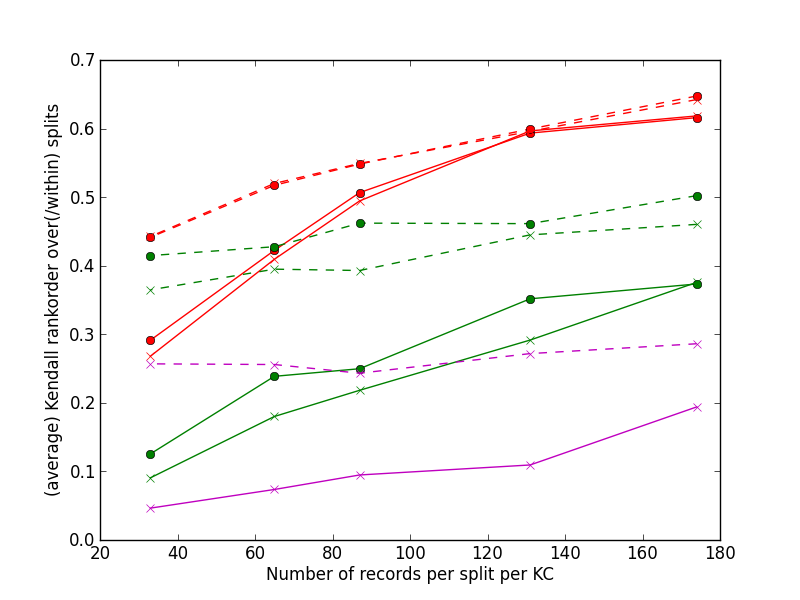 0.7
0.6
0.5
0.4
0.3
0.2
0.1
0.0
(average) Kendall rankorder over(/within) splits
20 40 60 80 100 120 140 160 180
Number of records per split per KC